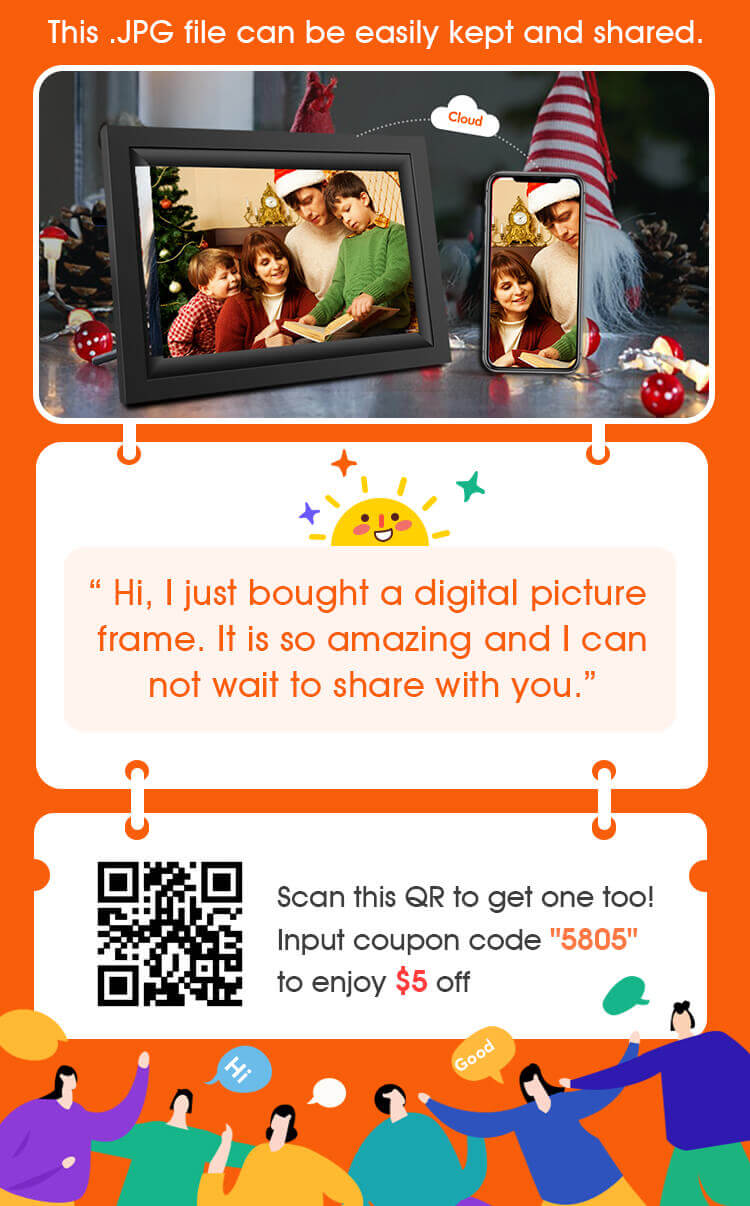 This .JPG file can be easily kept and shared.
Cloud
“ Hi, I just bought a digital picture
frame. It is so amazing and I can
not wait to share with you.”
Scan this QR to get one too!
Input coupon code "5805"
to enjoy $5 off
Hi
Good